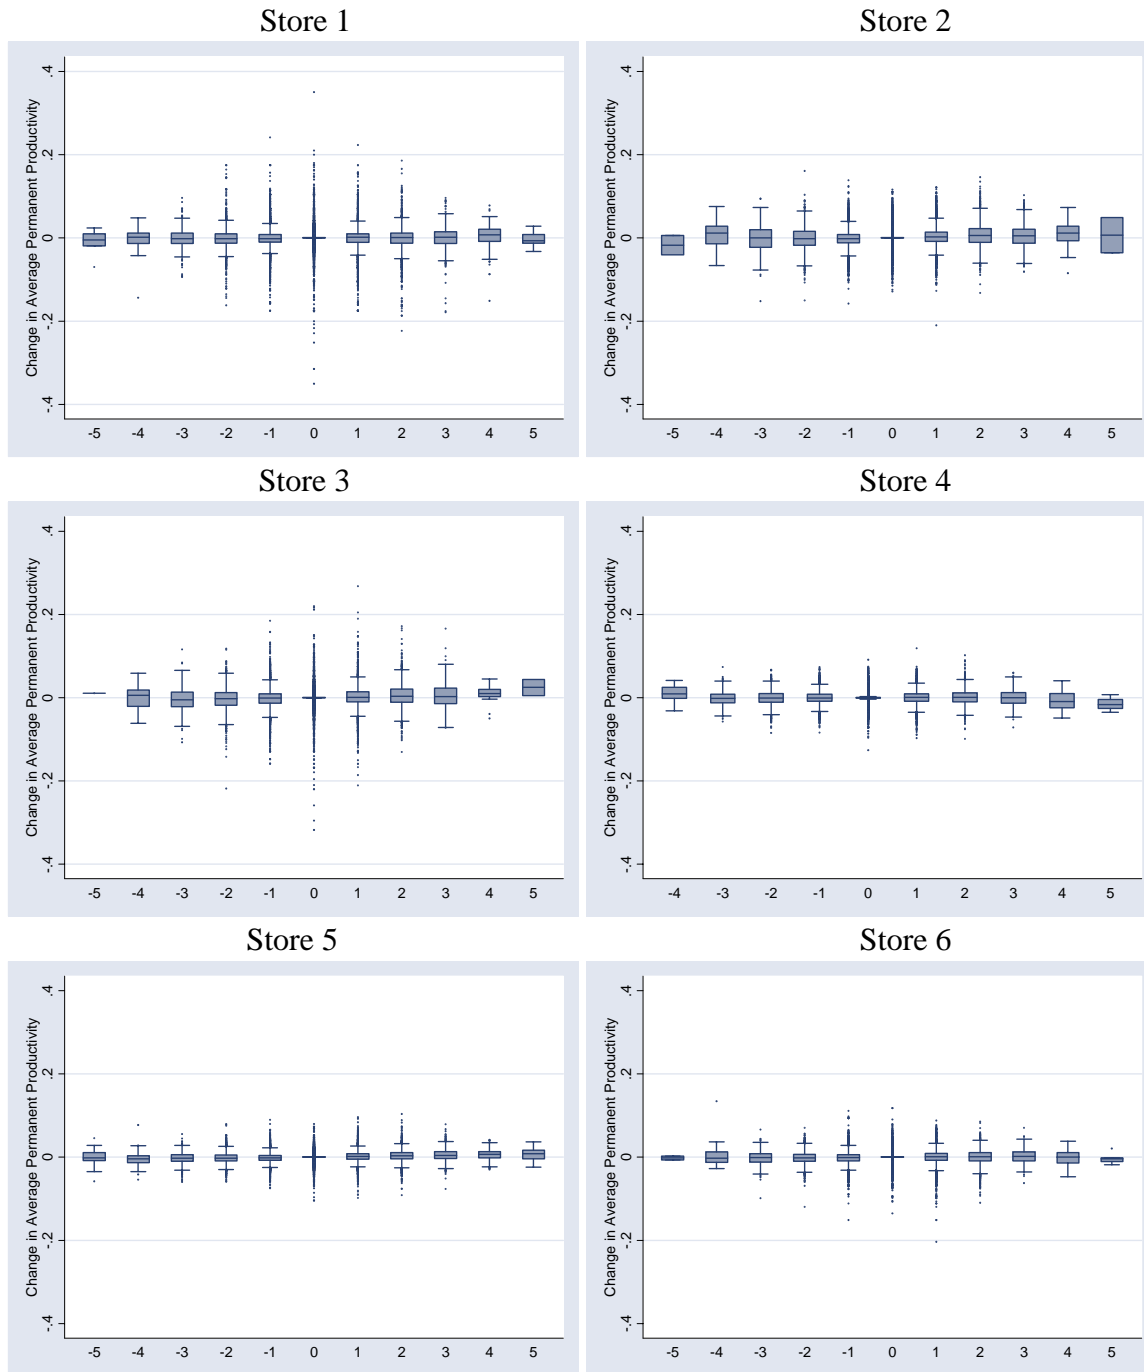 Store 1
Store 2
Change in Average Permanent Productivity
.4
.2
0
-.2
-.4
-5 -4 -3 -2 -1 0 1 2 3 4 5
Change in Average Permanent Productivity
.4
.2
0
-.2
-.4
-5 -4 -3 -2 -1 0 1 2 3 4 5
Store 3
Store 4
Change in Average Permanent Productivity
.4
.2
0
-.2
-.4
-5 -4 -3 -2 -1 0 1 2 3 4 5
Change in Average Permanent Productivity
.4
.2
0
-.2
-.4
-4 -3 -2 -1 0 1 2 3 4 5
Store 5
Store 6
Change in Average Permanent Productivity
.4
.2
0
-.2
-.4
-5 -4 -3 -2 -1 0 1 2 3 4 5
Change in Average Permanent Productivity
.4
.2
0
-.2
-.4
-5 -4 -3 -2 -1 0 1 2 3 4 5